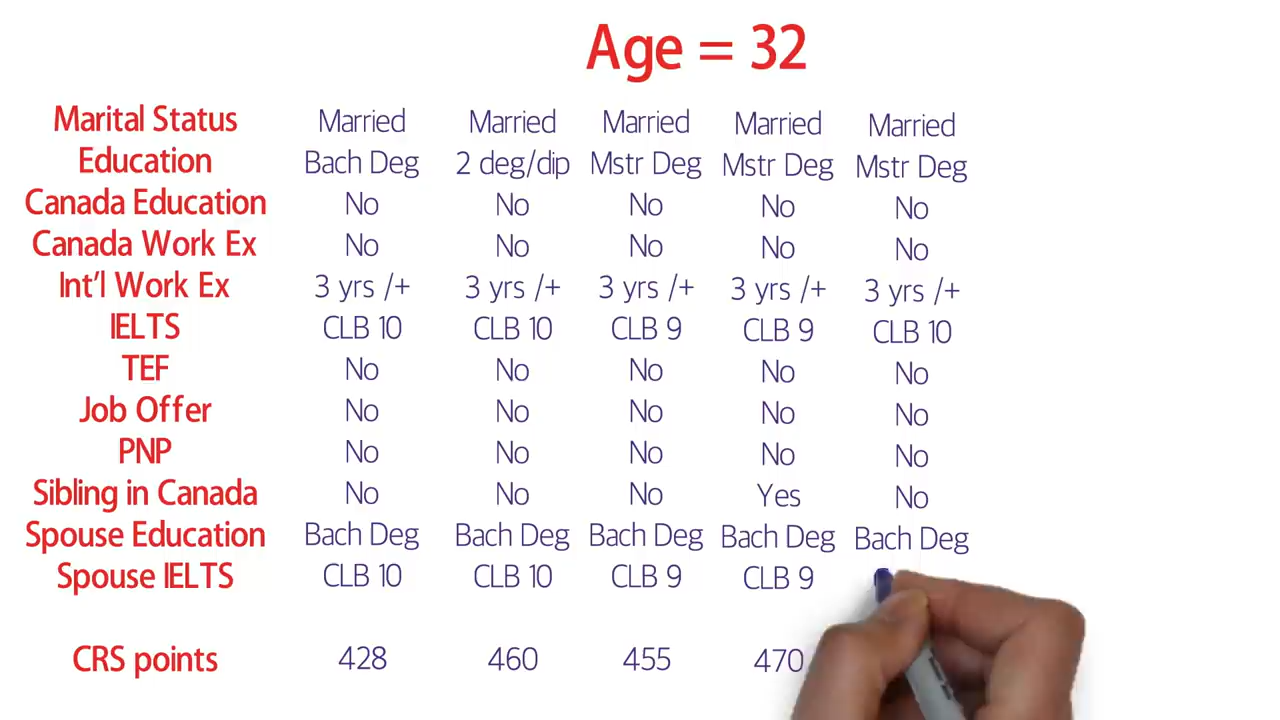 Age = 32
Marital Status Married Married Married Married Married
Education Bach Deg 2 deg/dip Mstr Deg Mstr Deg Mstr Deg
Canada Education No No No No No
Canada Work Ex No No No No No
Int'l Work Ex 3 yrs /+ 3 yrs /+ 3 yrs /+ 3 yrs /+ 3 yrs /+
IELTS CLB 10 CLB 10 CLB 9 CLB 9 CLB 10
TEF No No No No No
Job Offer No No No No No
PNP No No No No No
Sibling in Canada No No No Yes No
Spouse Education Bach Deg Bach Deg Bach Deg Bach Deg Bach Deg
Spouse IELTS CLB 10 CLB 10 CLB 9 CLB 9
CRS points 428 460 455 470